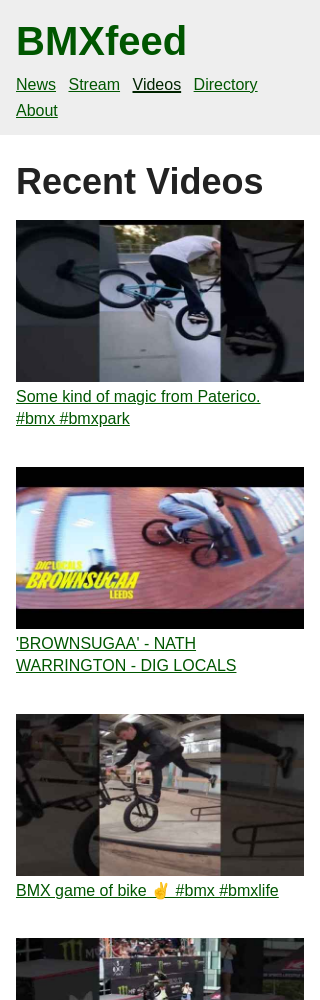 BMXfeed
News Stream Videos Directory
About
Recent Videos
Some kind of magic from Paterico.
#bmx #bmxpark
DIG LOCALS
BROWNSUGAA
LEEDS
'BROWNSUGAA' - NATH
WARRINGTON - DIG LOCALS
BMX game of bike ✌️ #bmx #bmxlife